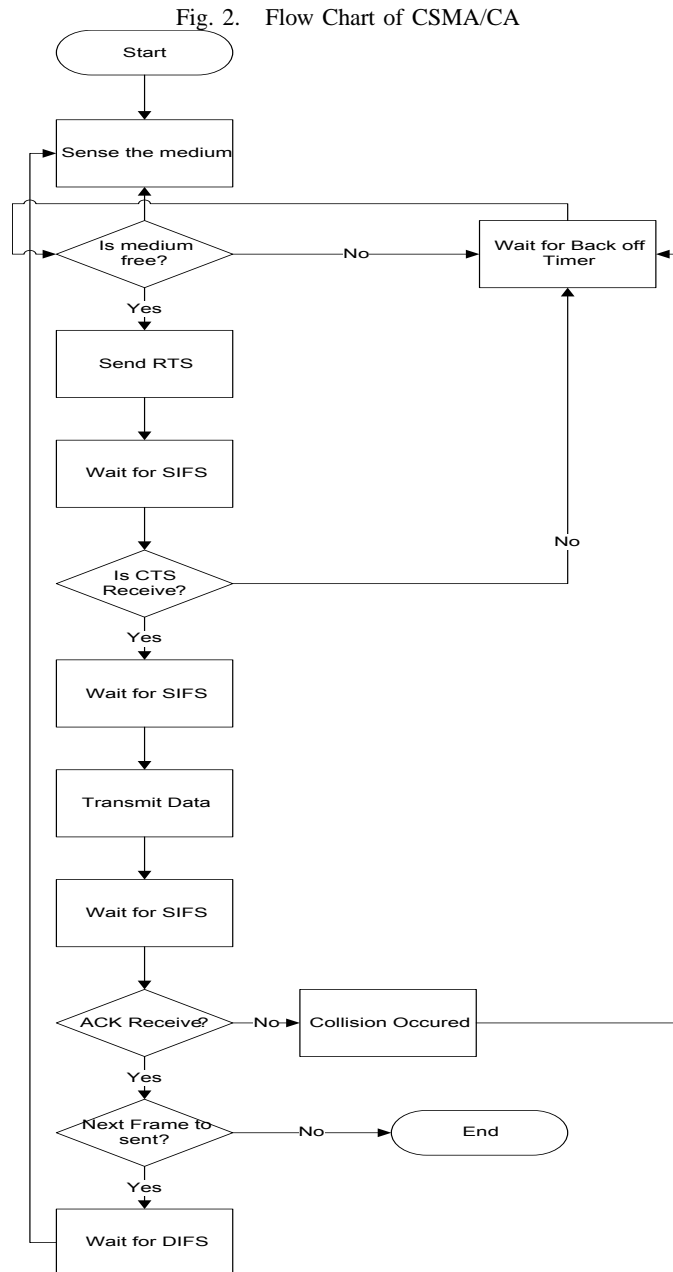 Fig. 2. Flow Chart of CSMA/CA
Start
Sense the medium
Is medium
free?
No
Wait for Back off
Timer
Yes
Send RTS
Wait for SIFS
No
Is CTS
Receive?
Yes
Wait for SIFS
Transmit Data
Wait for SIFS
ACK Receive?
No
Collision Occured
Yes
Next Frame to
sent?
No
End
Yes
Wait for DIFS